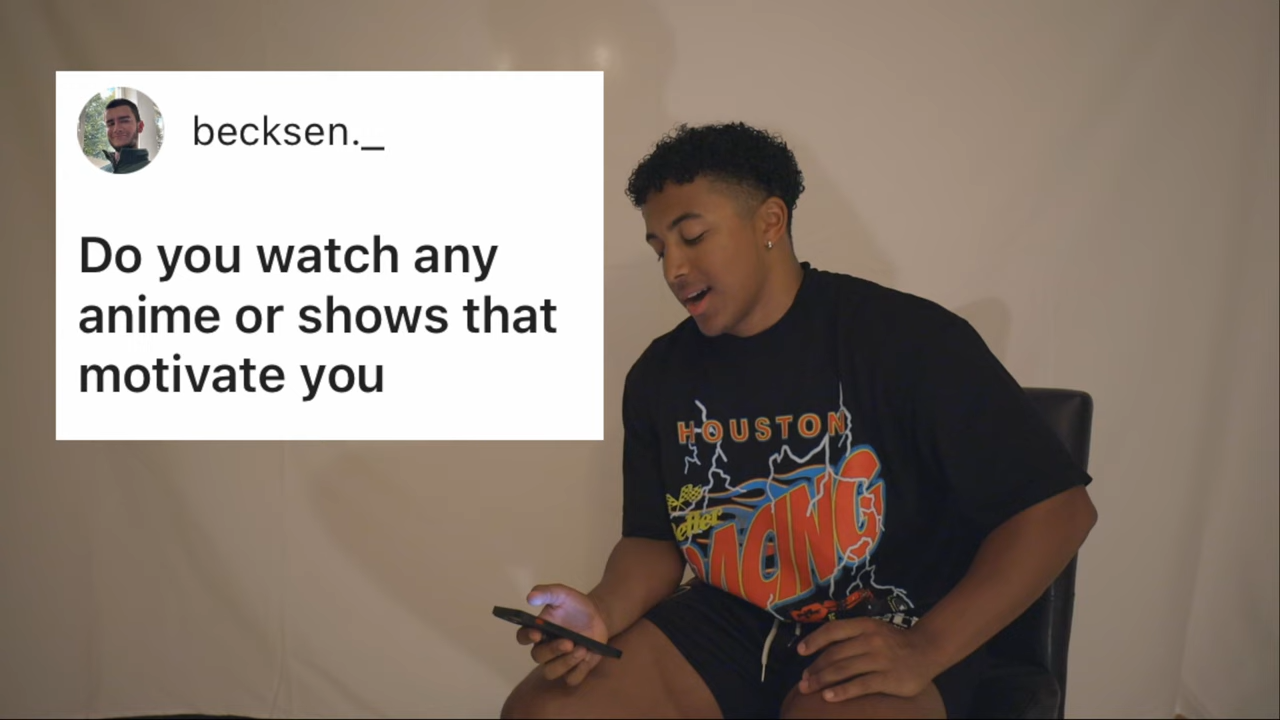 becksen._
Do you watch any
anime or shows that
motivate you
HOUSTON
RACING